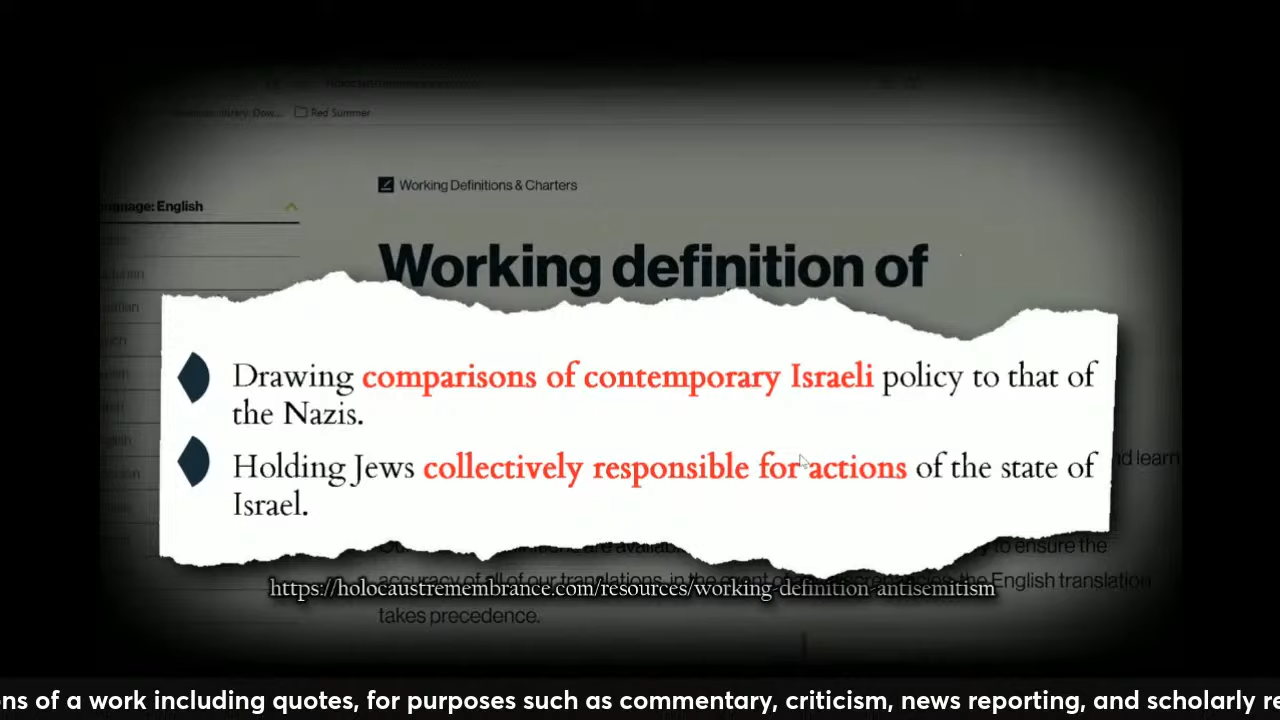 Red Summer
Working Definitions & Charters
Language: English
Working definition of
Drawing comparisons of contemporary Israeli policy to that of
the Nazis.
Holding Jews collectively responsible for actions of the state of
Israel.
nd learn
to ensure the
https://holocaustremembrance.com/resources/working-definition-antisemitism
the English translation
takes precedence.
ns of a work including quotes, for purposes such as commentary, criticism, news reporting, and scholarly re